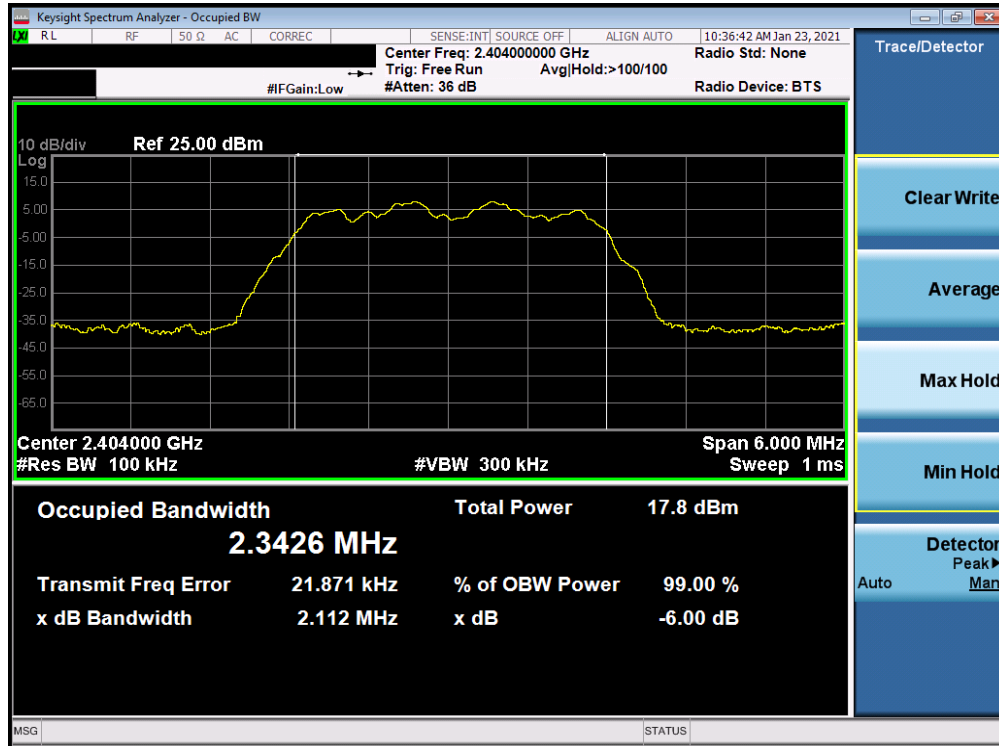 Keysight Spectrum Analyzer - Occupied BW
LXI RL RF 50 Ω AC CORREC SENSE:INT SOURCE OFF ALIGN AUTO 10:36:42 AM Jan 23, 2021
Center Freq: 2.404000000 GHz Radio Std: None
Trig: Free Run Avg|Hold:>100/100
#IFGain:Low #Atten: 36 dB Radio Device: BTS
Trace/Detector
10 dB/div Ref 25.00 dBm
Log
15.0
5.00
-5.00
-15.0
-25.0
-35.0
-45.0
-55.0
-65.0
Center 2.404000 GHz Span 6.000 MHz
#Res BW 100 kHz #VBW 300 kHz Sweep 1 ms
Occupied Bandwidth Total Power 17.8 dBm
2.3426 MHz
Transmit Freq Error 21.871 kHz % of OBW Power 99.00 %
x dB Bandwidth 2.112 MHz x dB -6.00 dB
Clear Write
Average
Max Hold
Min Hold
Detector
Peak
Auto Man
MSG STATUS